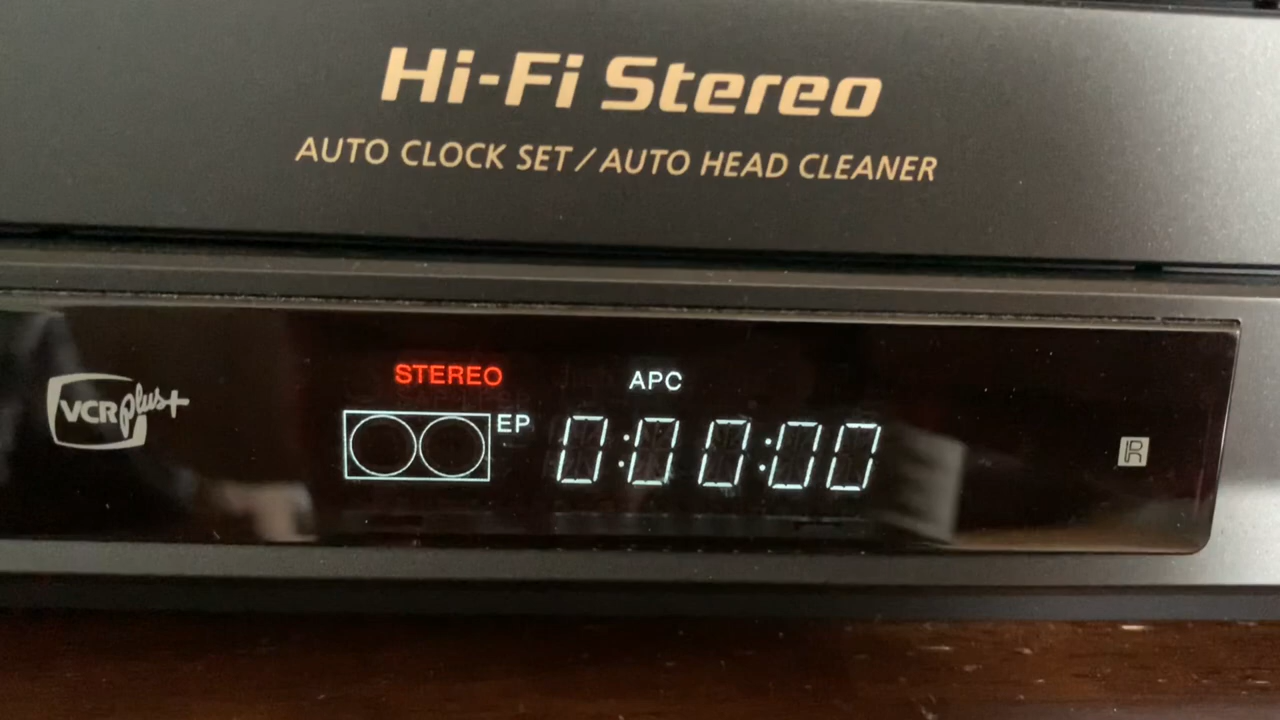 Hi-Fi Stereo
AUTO CLOCK SET / AUTO HEAD CLEANER
STEREO
APC
VCR plus+
EP
0:00:00
R